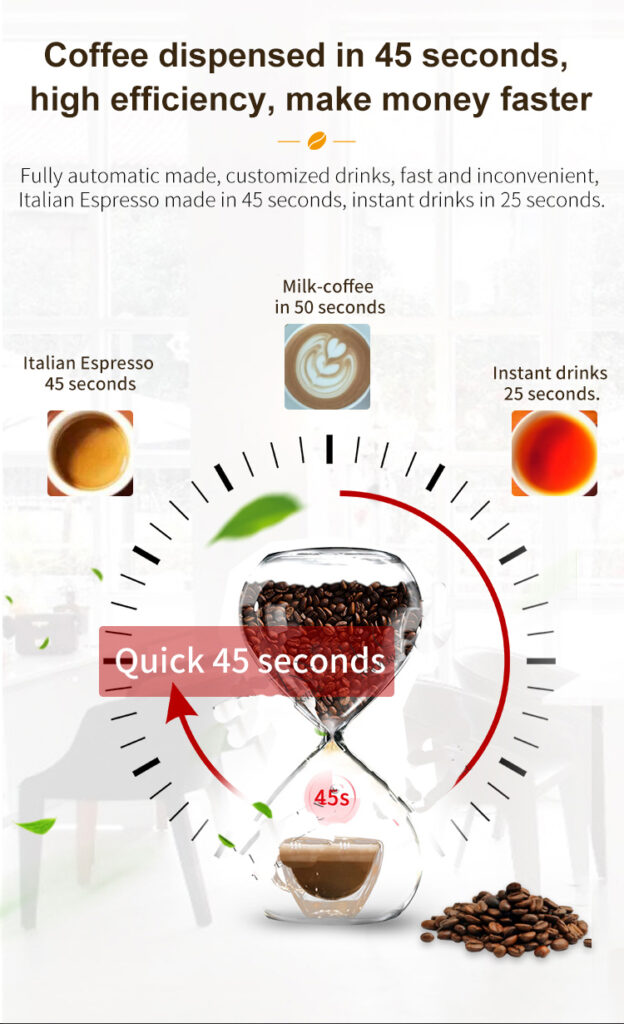 Coffee dispensed in 45 seconds,
high efficiency, make money faster
Fully automatic made, customized drinks, fast and inconvenient,
Italian Espresso made in 45 seconds, instant drinks in 25 seconds.
Milk-coffee
in 50 seconds
Italian Espresso
45 seconds
Instant drinks
25 seconds.
Quick 45 seconds
45s